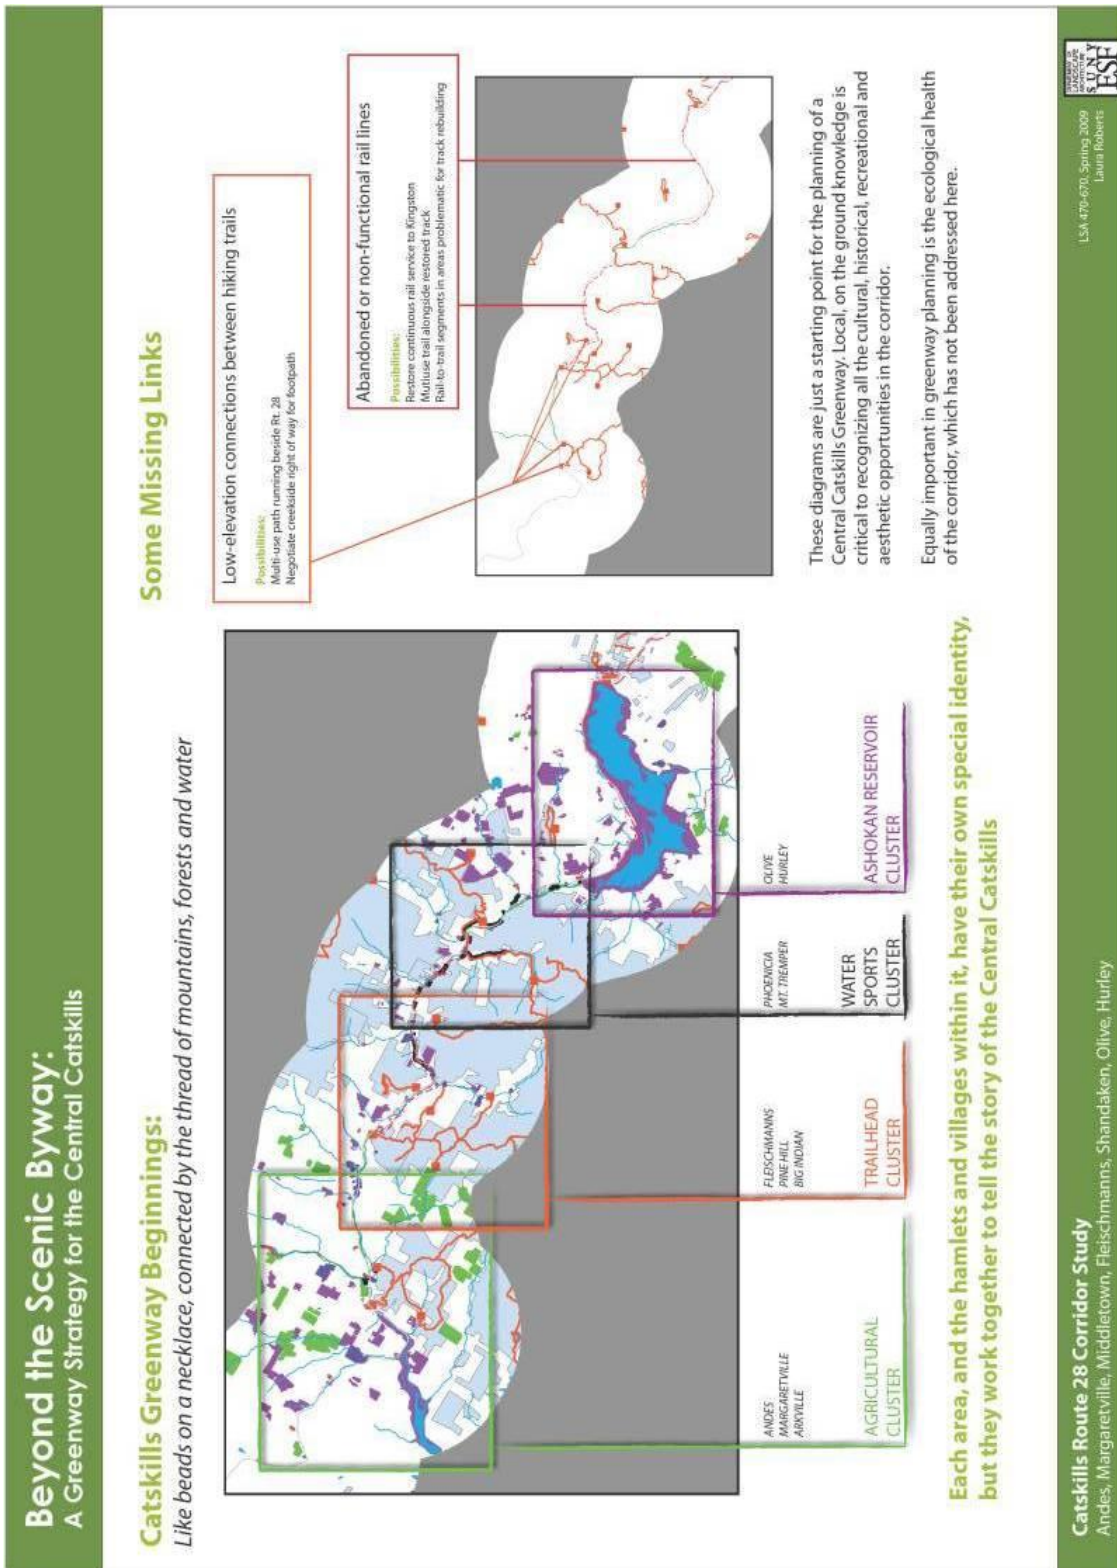 Beyond the Scenic Byway:
A Greenway Strategy for the Central Catskills
Catskills Greenway Beginnings:
Like beads on a necklace, connected by the thread of mountains, forests and water
ANDES
MARGARETVILLE
ARKVILLE
AGRICULTURAL
CLUSTER
FLEISCHMANNS
PINE HILL
BIG INDIAN
TRAILHEAD
CLUSTER
PHOENICIA
MT. TREMPER
WATER
SPORTS
CLUSTER
OLIVE
HURLEY
ASHOKAN RESERVOIR
CLUSTER
Each area, and the hamlets and villages within it, have their own special identity,
but they work together to tell the story of the Central Catskills
Some Missing Links
Low-elevation connections between hiking trails
Possibilities:
Multi-use path running beside Rt. 28
Negotiate creekside right of way for footpath
Abandoned or non-functional rail lines
Possibilities:
Restore continuous rail service to Kingston
Mutiuse trail alongside restored track
Rail-to-trail segments in areas problematic for track rebuilding
These diagrams are just a starting point for the planning of a
Central Catskills Greenway. Local, on the ground knowledge is
critical to recognizing all the cultural, historical, recreational and
aesthetic opportunities in the corridor.
Equally important in greenway planning is the ecological health
of the corridor, which has not been addressed here.
Catskills Route 28 Corridor Study
Andes, Margaretville, Middletown, Fleischmanns, Shandaken, Olive, Hurley
LSA 470-670, Spring 2009
Laura Roberts
DEPARTMENT OF
LANDSCAPE
ARCHITECTURE
SUNY
ESF